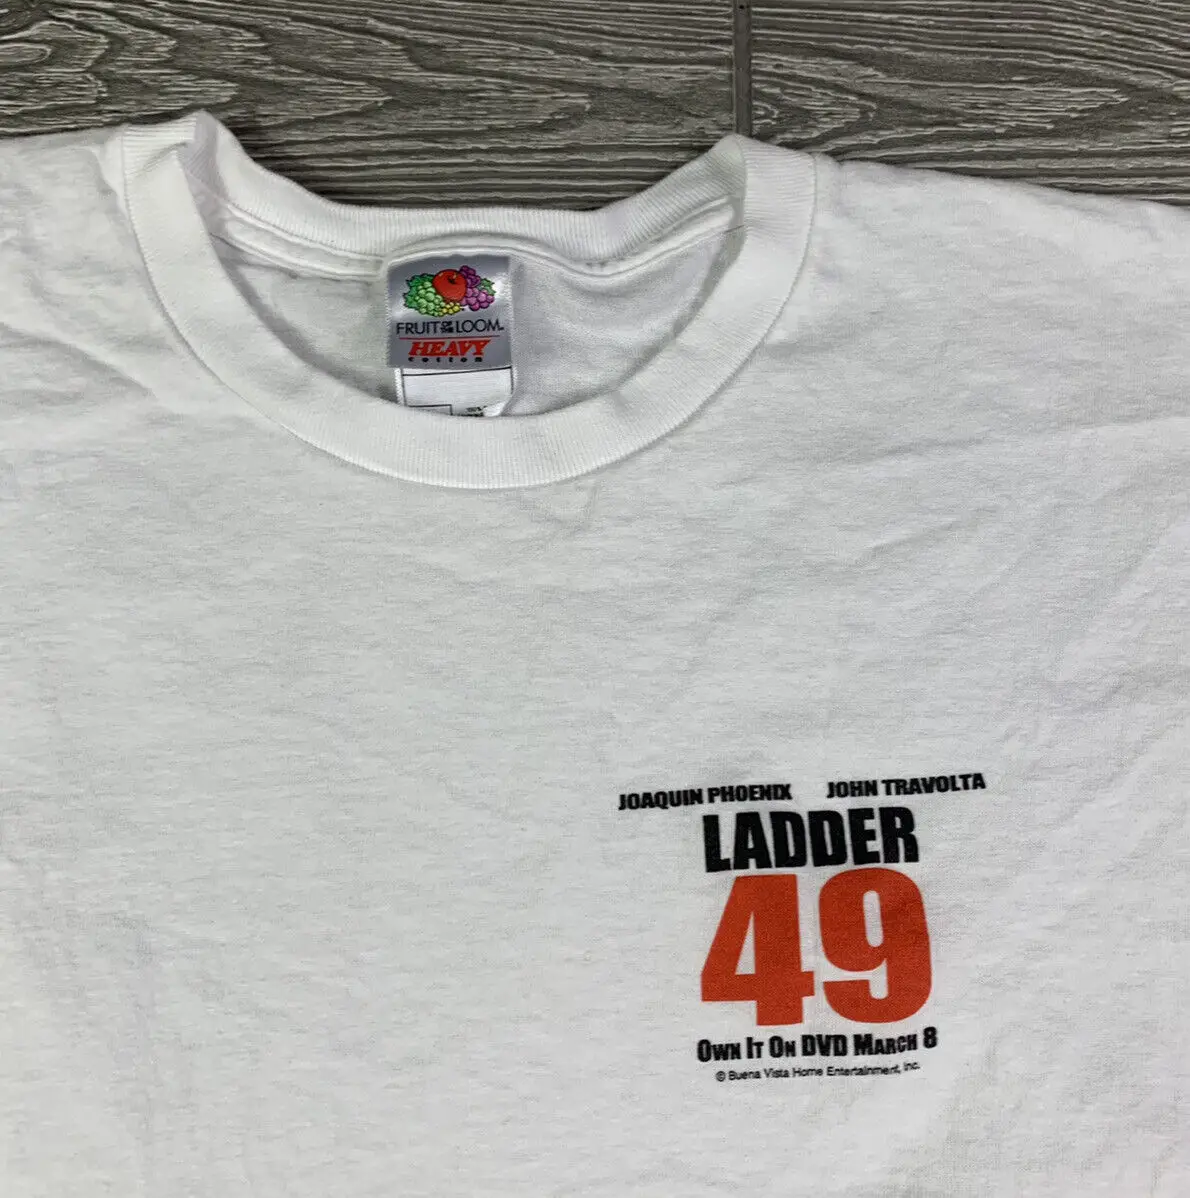 FRUIT OF THE LOOM
HEAVY
cotton
JOAQUIN PHOENIX JOHN TRAVOLTA
LADDER
49
OWN IT ON DVD MARCH 8
© Buena Vista Home Entertainment, Inc.